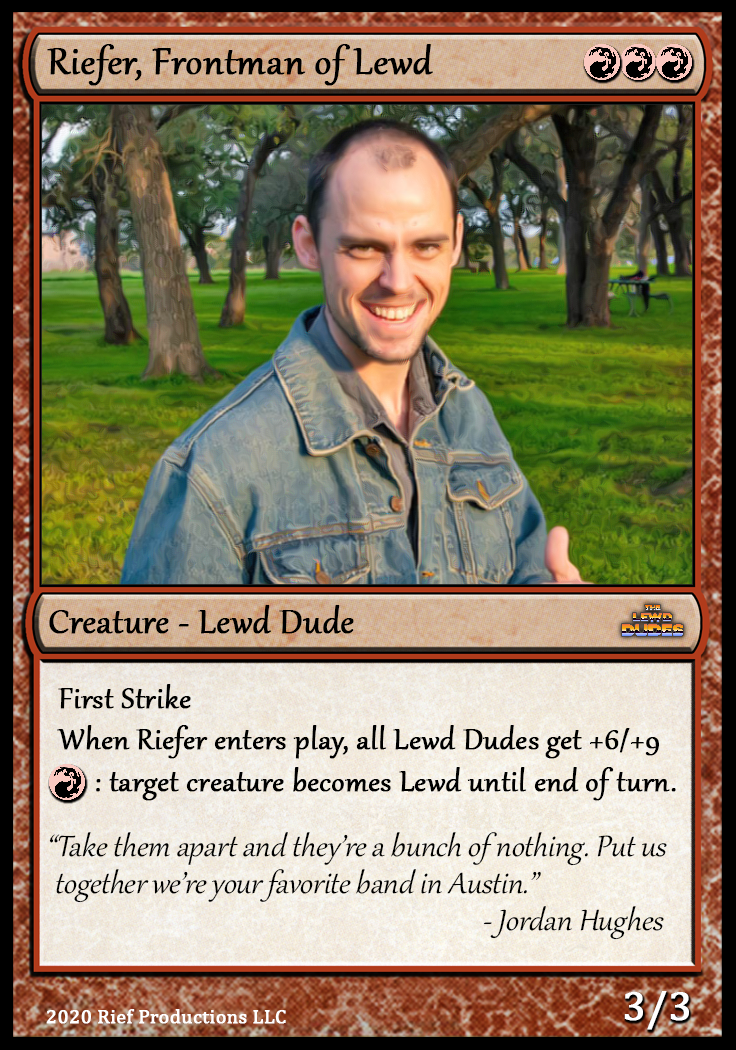 Riefer, Frontman of Lewd
Creature - Lewd Dude
THE
LEWD
DUDES
First Strike
When Riefer enters play, all Lewd Dudes get +6/+9
: target creature becomes Lewd until end of turn.
“Take them apart and they’re a bunch of nothing. Put us
together we’re your favorite band in Austin.”
- Jordan Hughes
2020 Rief Productions LLC
3/3